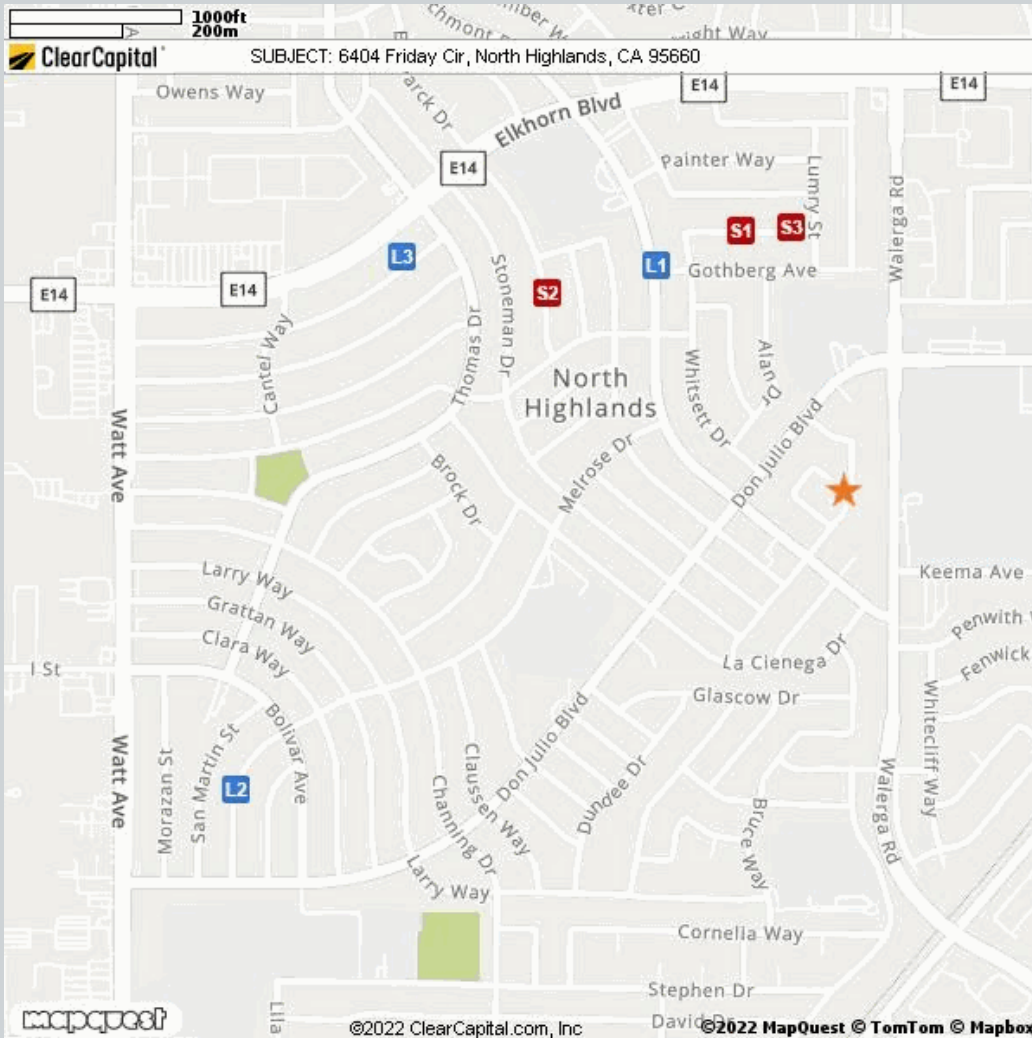 1000ft
200m
ClearCapital
SUBJECT: 6404 Friday Cir, North Highlands, CA 95660
Owens Way
Elkhorn Blvd
E14
E14
E14
E14
E14
Painter Way
Lumry St
Walerga Rd
S1
S3
L3
L1
S2
Gothberg Ave
Stoneman Dr
Thomas Dr
Cantel Way
North
Highlands
Whitsett Dr
Alan Dr
Don Julio Blvd
Melrose Dr
Brock Dr
Watt Ave
Larry Way
Grattan Way
Clara Way
I St
Keema Ave
Penwith
Fenwick
La Cienega Dr
Glascow Dr
Whitecliff Way
Bolivar Ave
San Martin St
Morazan St
L2
Watt Ave
Claussen Way
Channing Dr
Don Julio Blvd
Dundee Dr
Bruce Way
Walerga Rd
Larry Way
Cornelia Way
Stephen Dr
David Dr
Lila
mapquest
©2022 ClearCapital.com, Inc
©2022 MapQuest © TomTom © Mapbox